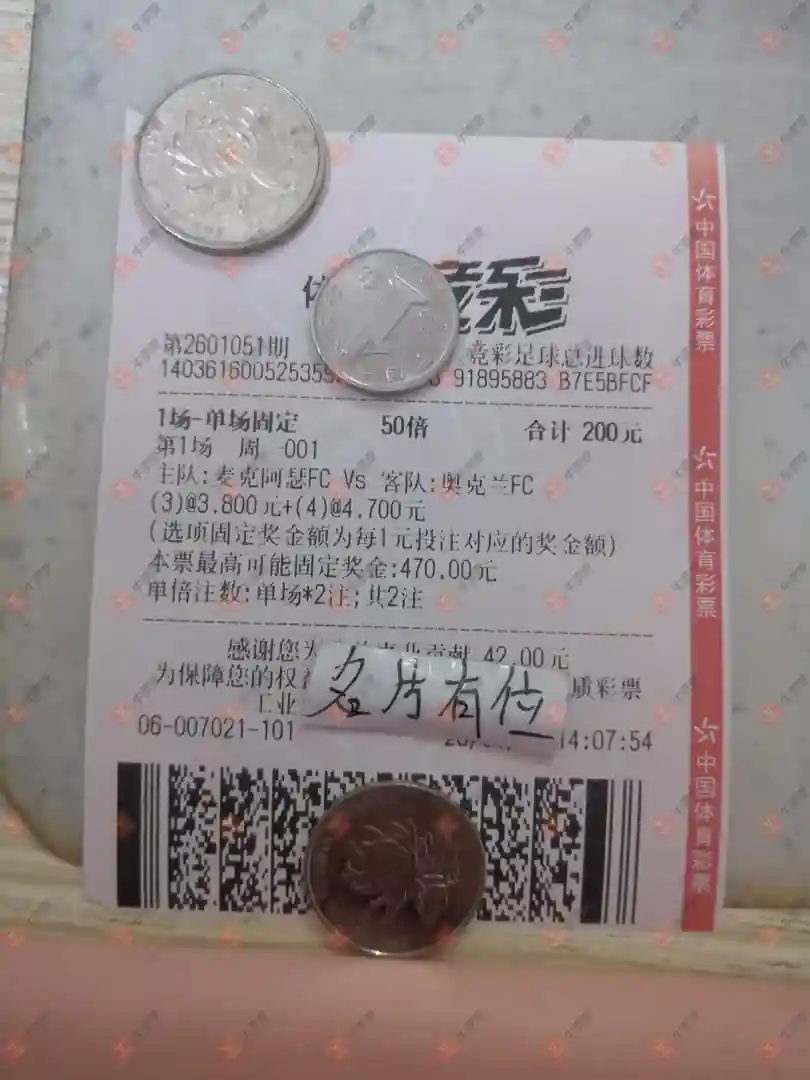 体 竞彩
第2601051期 竞彩足球总进球数
14036160052535 91895883 B7E5BFCF
1场-单场固定 50倍 合计 200元
第1场 周 001
主队:麦克阿瑟FC Vs 客队:奥克兰FC
(3)@3.800元+(4)@4.700元
(选项固定奖金额为每1元投注对应的奖金额)
本票最高可能固定奖金:470.00元
单倍注数:单场*2注;共2注
感谢您为 贡献 42.00元
为保障您的权 质彩票
工业
名片有位
06-007021-101 14:07:54
中国体育彩票
中国体育彩票
中国体育彩票